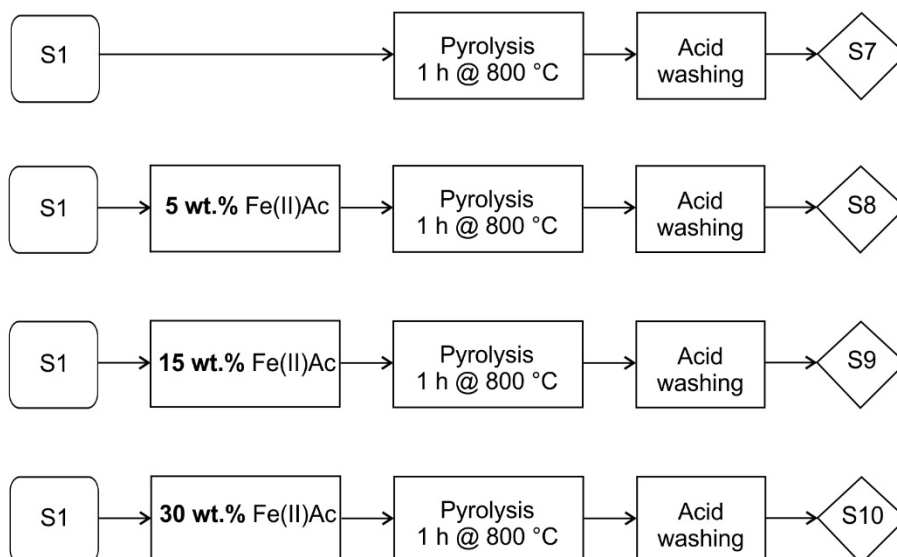 S1
Pyrolysis
1 h @ 800 °C
Acid
washing
S7
S1
5 wt.% Fe(II)Ac
Pyrolysis
1 h @ 800 °C
Acid
washing
S8
S1
15 wt.% Fe(II)Ac
Pyrolysis
1 h @ 800 °C
Acid
washing
S9
S1
30 wt.% Fe(II)Ac
Pyrolysis
1 h @ 800 °C
Acid
washing
S10